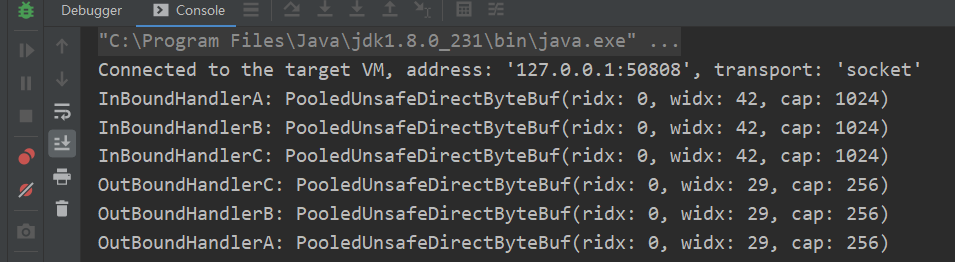 Debugger Console
"C:\Program Files\Java\jdk1.8.0_231\bin\java.exe" ...
Connected to the target VM, address: '127.0.0.1:50808', transport: 'socket'
InBoundHandlerA: PooledUnsafeDirectByteBuf(ridx: 0, widx: 42, cap: 1024)
InBoundHandlerB: PooledUnsafeDirectByteBuf(ridx: 0, widx: 42, cap: 1024)
InBoundHandlerC: PooledUnsafeDirectByteBuf(ridx: 0, widx: 42, cap: 1024)
OutBoundHandlerC: PooledUnsafeDirectByteBuf(ridx: 0, widx: 29, cap: 256)
OutBoundHandlerB: PooledUnsafeDirectByteBuf(ridx: 0, widx: 29, cap: 256)
OutBoundHandlerA: PooledUnsafeDirectByteBuf(ridx: 0, widx: 29, cap: 256)